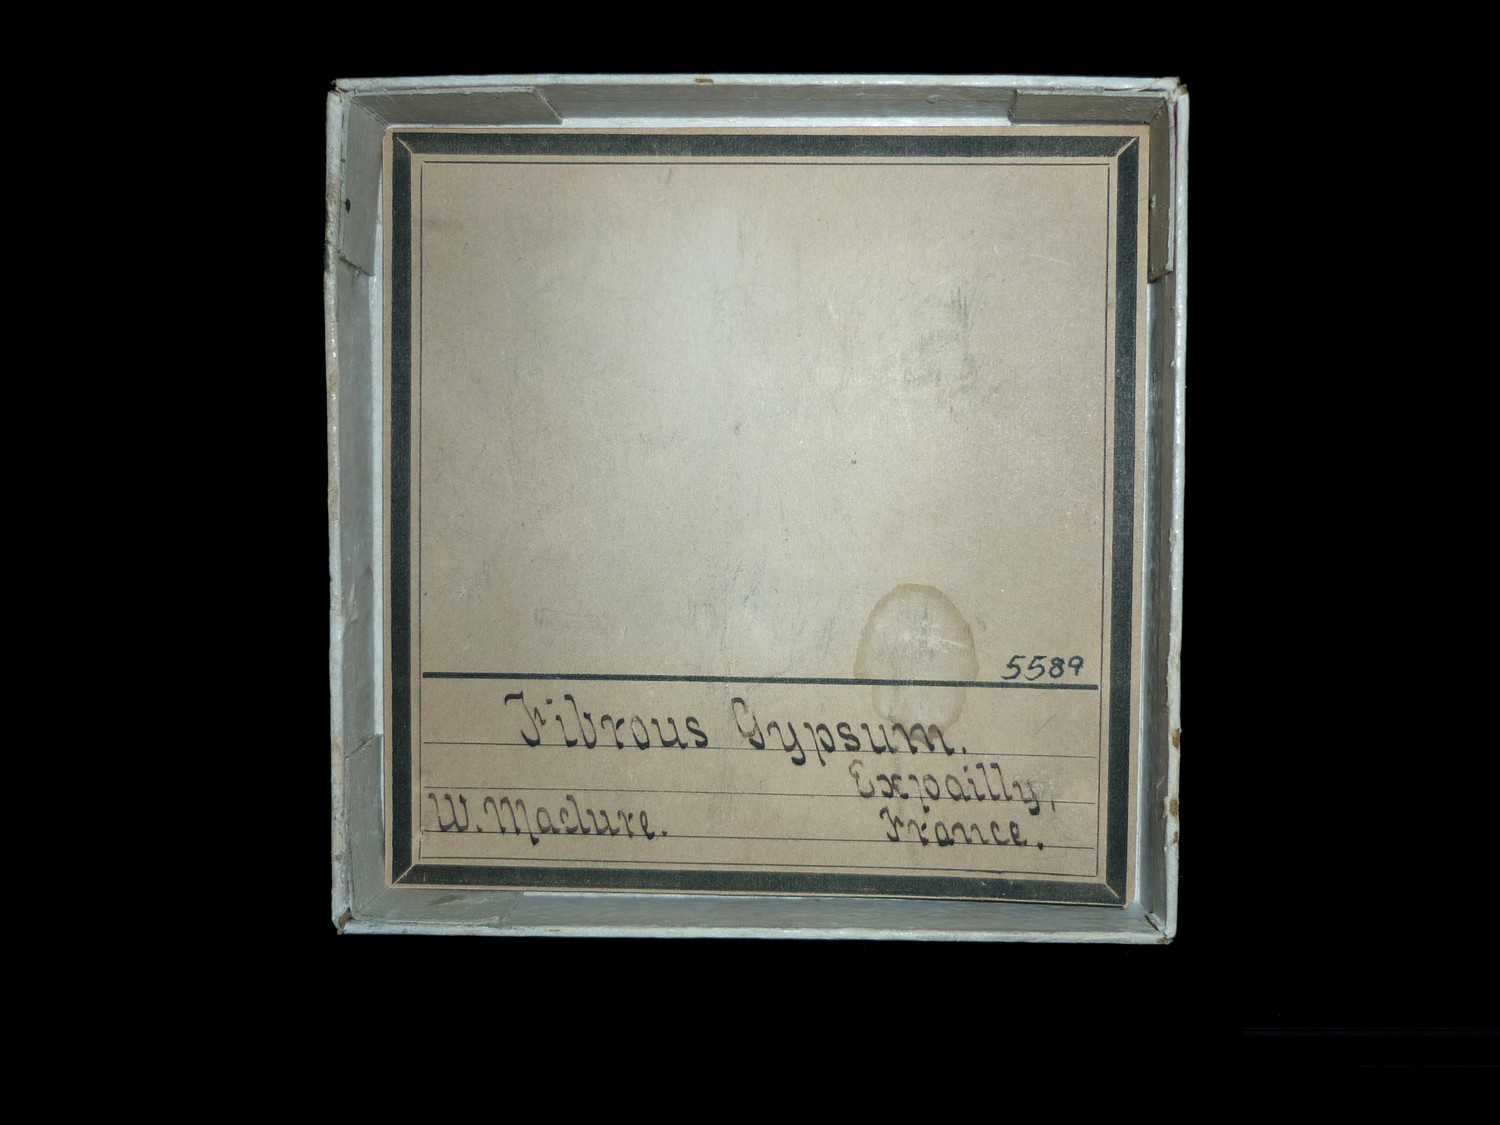 5589
Fibrous Gypsum.
Expailly,
W. Maclure. France.